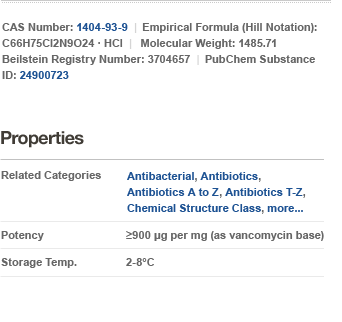 CAS Number: 1404-93-9 | Empirical Formula (Hill Notation):
C66H75Cl2N9O24 · HCl | Molecular Weight: 1485.71
Beilstein Registry Number: 3704657 | PubChem Substance
ID: 24900723
Properties
Related Categories Antibacterial, Antibiotics,
Antibiotics A to Z, Antibiotics T-Z,
Chemical Structure Class, more...
Potency ≥900 μg per mg (as vancomycin base)
Storage Temp. 2-8°C